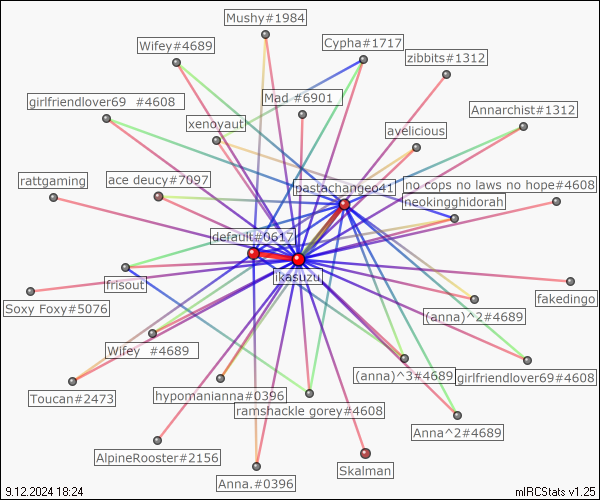 Mushy#1984
Wifey#4689
Cypha#1717
zibbits#1312
girlfriendlover69 #4608
Mad #6901
Annarchist#1312
xenovaut
avelicious
rattgaming
ace deucy#7097
pastachangeo41
no cops no laws no hope#4608
neokingghidorah
default#0617
ikasuzu
frisout
fakedingo
Soxy Foxy#5076
(anna)^2#4689
Wifey #4689
(anna)^3#4689
girlfriendlover69#4608
Toucan#2473
hypomanianna#0396
ramshackle gorey#4608
Anna^2#4689
AlpineRooster#2156
Skalman
Anna.#0396
9.12.2024 18:24
mIRCStats v1.25